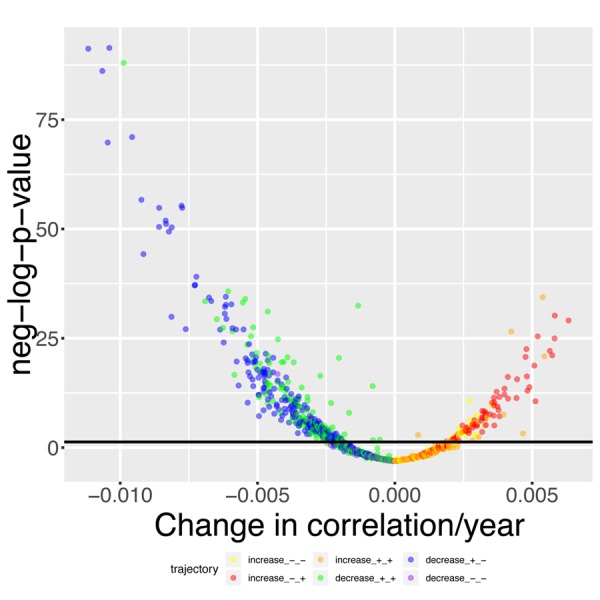 neg−log−p−value
75
50
25
0
−0.010 −0.005 0.000 0.005
Change in correlation/year
trajectory
increase_−_− increase_+_+ decrease_+_−
increase_−_+ decrease_+_+ decrease_−_−